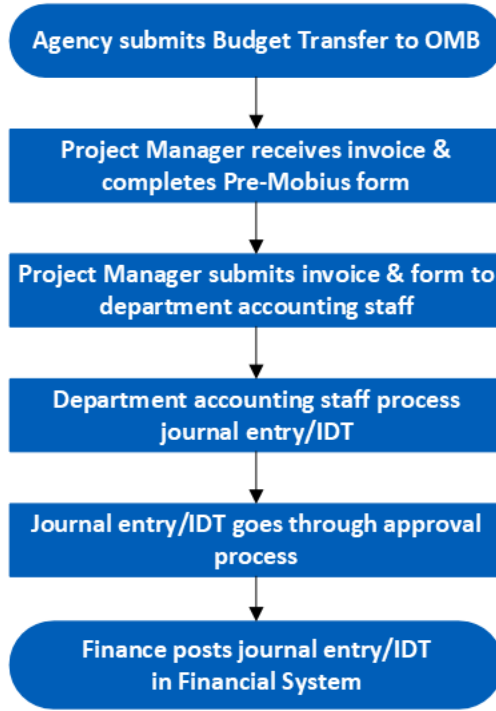 Agency submits Budget Transfer to OMB
Project Manager receives invoice &
completes Pre-Mobius form
Project Manager submits invoice & form to
department accounting staff
Department accounting staff process
journal entry/IDT
Journal entry/IDT goes through approval
process
Finance posts journal entry/IDT
in Financial System